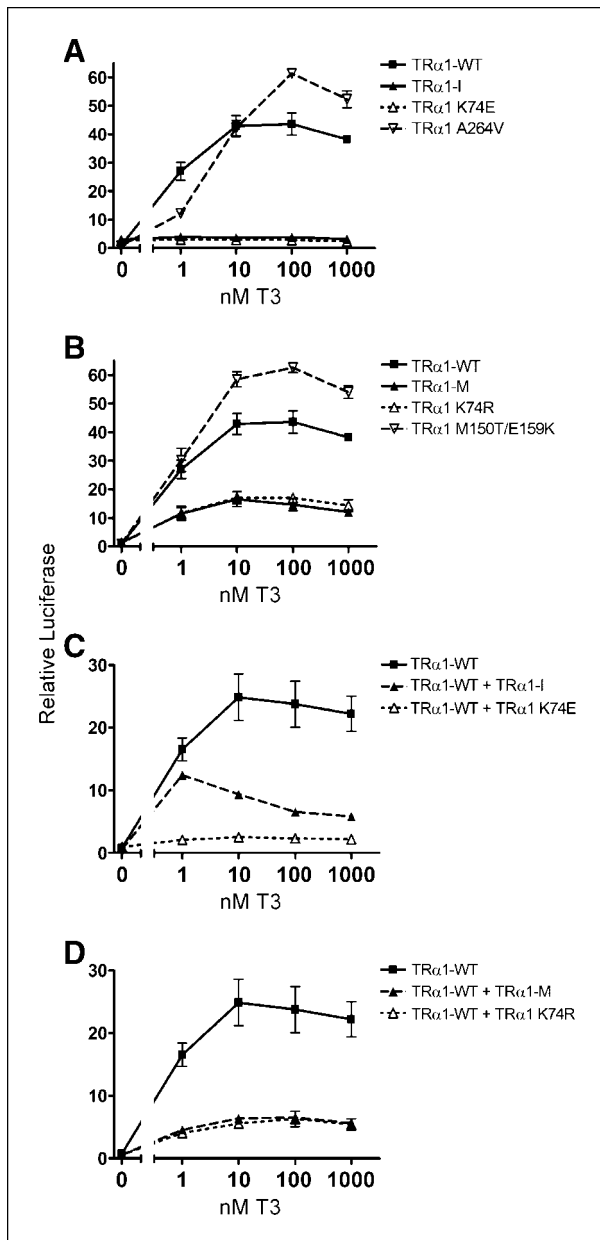 Relative Luciferase
A
60
50
40
30
20
10
0
0 1 10 100 1000
nM T3
TRα1-WT
TRα1-I
TRα1 K74E
TRα1 A264V
B
60
50
40
30
20
10
0
0 1 10 100 1000
nM T3
TRα1-WT
TRα1-M
TRα1 K74R
TRα1 M150T/E159K
C
30
20
10
0
0 1 10 100 1000
nM T3
TRα1-WT
TRα1-WT + TRα1-I
TRα1-WT + TRα1 K74E
D
30
20
10
0
0 1 10 100 1000
nM T3
TRα1-WT
TRα1-WT + TRα1-M
TRα1-WT + TRα1 K74R